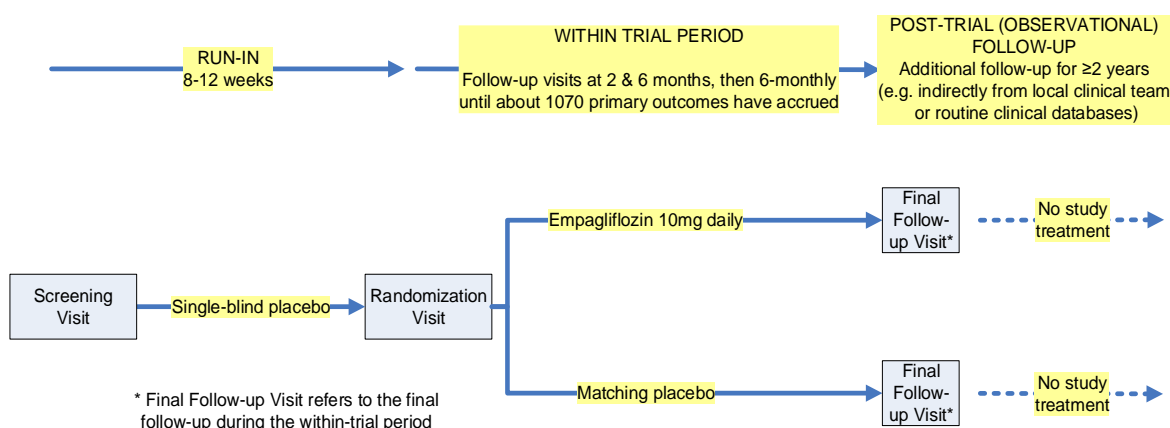 RUN-IN
8-12 weeks
WITHIN TRIAL PERIOD
Follow-up visits at 2 & 6 months, then 6-monthly
until about 1070 primary outcomes have accrued
POST-TRIAL (OBSERVATIONAL)
FOLLOW-UP
Additional follow-up for ≥2 years
(e.g. indirectly from local clinical team
or routine clinical databases)
Screening
Visit
Single-blind placebo
Randomization
Visit
Empagliflozin 10mg daily
Final
Follow-
up Visit*
No study
treatment
Matching placebo
Final
Follow-
up Visit*
No study
treatment
* Final Follow-up Visit refers to the final
follow-up during the within-trial period